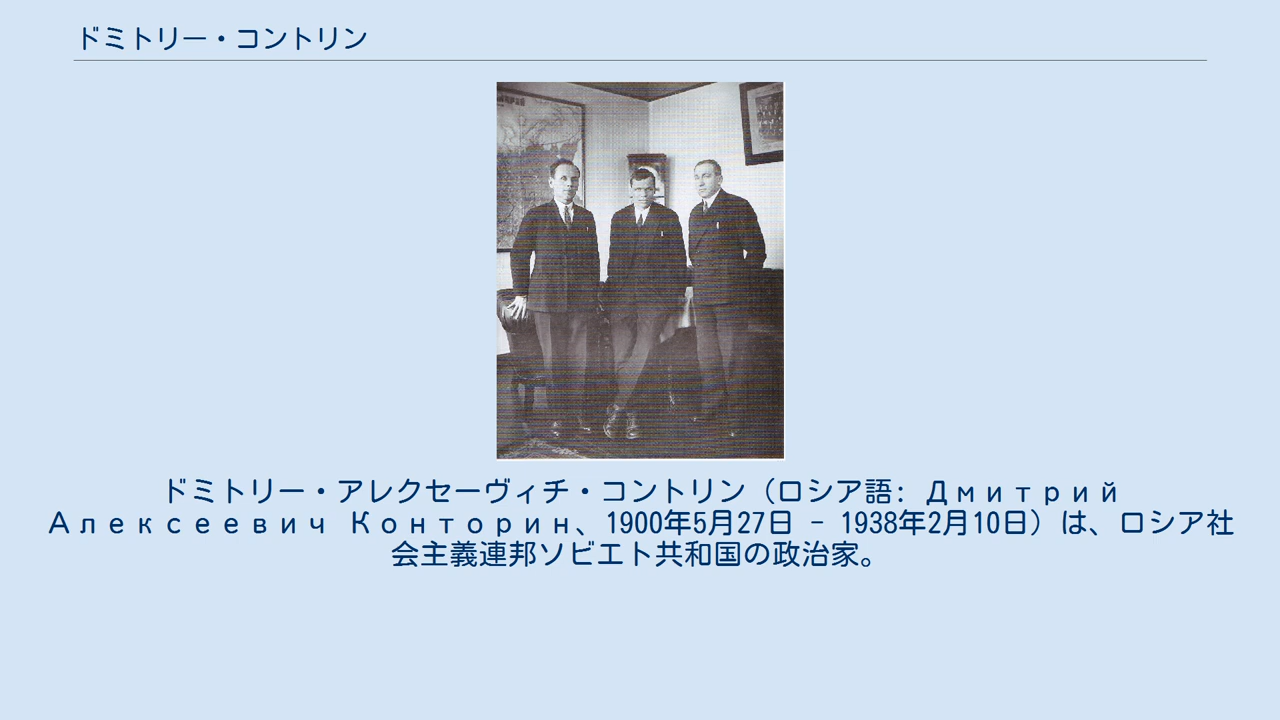 ドミトリー・コントリン
ドミトリー・アレクセーヴィチ・コントリン（ロシア語: Дмитрий
Алексеевич Конторин、1900年5月27日 - 1938年2月10日）は、ロシア社
会主義連邦ソビエト共和国の政治家。